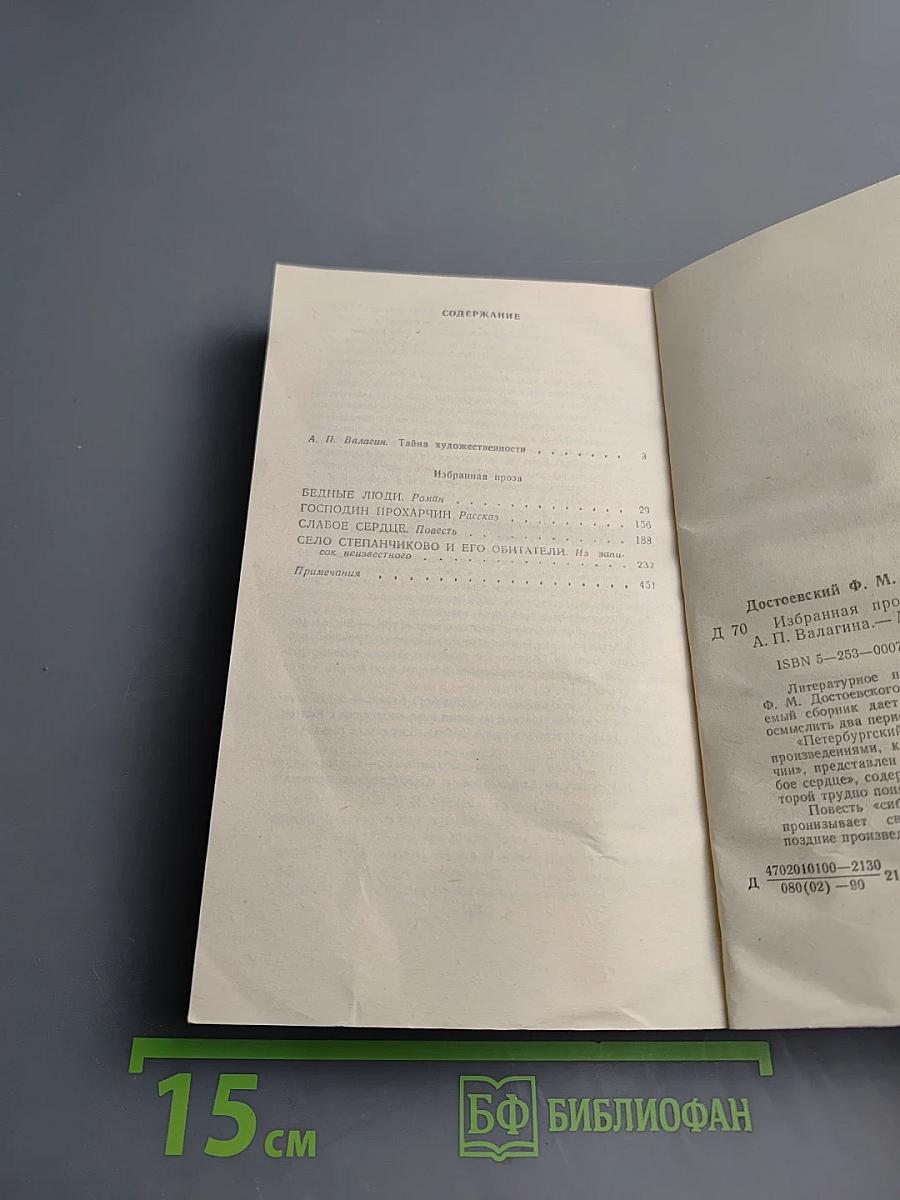 СОДЕРЖАНИЕ
А. П. Валагин. Тайна художественности . . . . . . . 3
Избранная проза
БЕДНЫЕ ЛЮДИ. Роман . . . . . . . . . . . . 29
ГОСПОДИН ПРОХАРЧИН Рассказ . . . . . . . . 156
СЛАБОЕ СЕРДЦЕ. Повесть . . . . . . . . . . . 188
СЕЛО СТЕПАНЧИКОВО И ЕГО ОБИТАТЕЛИ. Из запи-
сок неизвестного . . . . . . . . . . . . . . 232
Примечания . . . . . . . . . . . . . . . . . 451
Достоевский Ф. М.
Д 70 Избранная про
А. П. Валагина.—
ISBN 5—253—0007
Литературное н
Ф. М. Достоевского
емый сборник дает
осмыслить два пери
«Петербургский
произведениями, к
чин», представлен
бое сердце», содер
торой трудно поня
Повесть «сиб
пронизывает св
поздние произвед
Д 4702010100—2130
080(02) —90 21
15 см
БФ БИБЛИОФАН